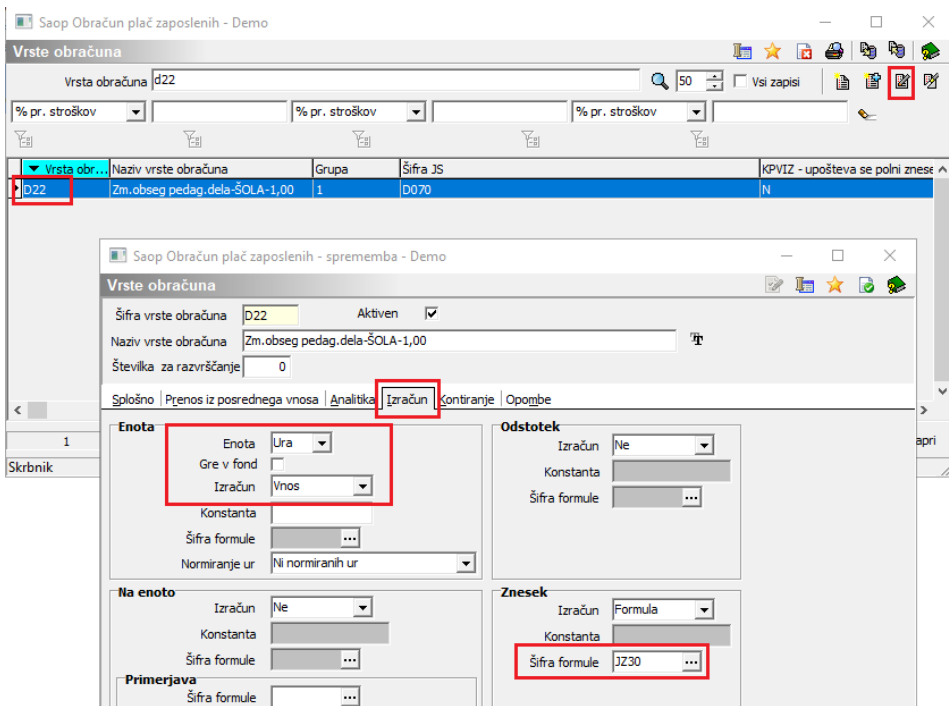 Saop Obračun plač zaposlenih - Demo
Vrste obračuna
Vrsta obračuna d22 50 Vsi zapisi
% pr. stroškov % pr. stroškov % pr. stroškov
Vrsta obr... Naziv vrste obračuna Grupa Šifra JS KPVIZ - upošteva se polni znese
D22 Zm.obseg pedag.dela-ŠOLA-1,00 1 D070 N
Saop Obračun plač zaposlenih - sprememba - Demo
Vrste obračuna
Šifra vrste obračuna D22 Aktiven
Naziv vrste obračuna Zm.obseg pedag.dela-ŠOLA-1,00
Številka za razvrščanje 0
Splošno Prenos iz posrednega vnosa Analitika Izračun Kontiranje Opombe
Enota
Enota Ura
Gre v fond
Izračun Vnos
Konstanta
Šifra formule ...
Normiranje ur Ni normiranih ur
Odstotek
Izračun Ne
Konstanta
Šifra formule ...
Na enoto
Izračun Ne
Konstanta
Šifra formule ...
Primerjava
Šifra formule ...
Znesek
Izračun Formula
Konstanta
Šifra formule JZ30 ...
1
apri
Skrbnik